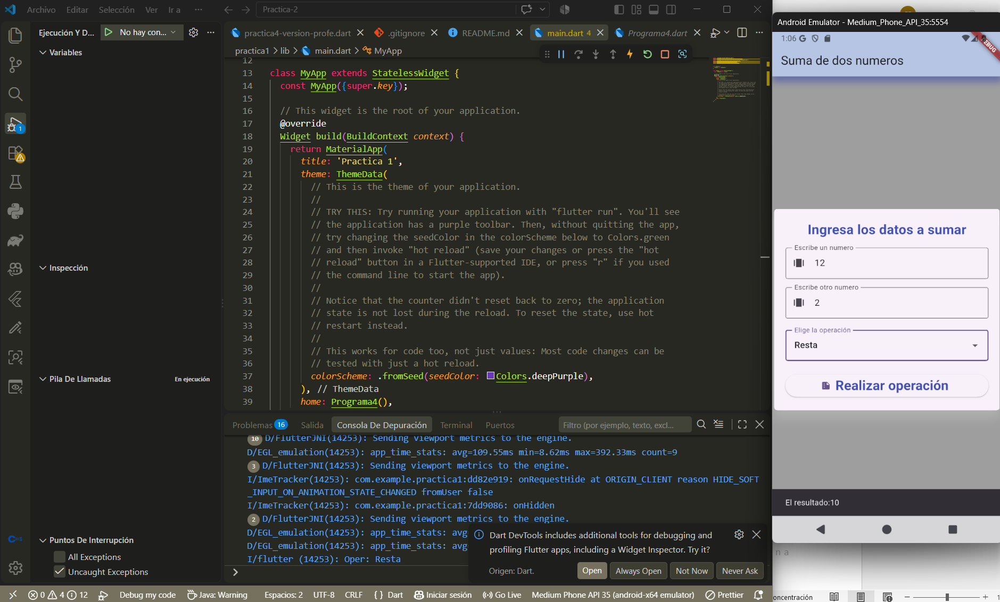 Archivo Editar Selección Ver Ir a ··· Practica-2
Ejecución Y D... No hay con... ···
Variables
Inspección
Pila De Llamadas En ejecución
Puntos De Interrupción
All Exceptions
Uncaught Exceptions
1
practica4-version-profe.dart .gitignore README.md main.dart 4 Programa4.dart ···
practica1 > lib > main.dart > MyApp
12
13 class MyApp extends StatelessWidget {
14 const MyApp({super.key});
15
16 // This widget is the root of your application.
17 @override
18 Widget build(BuildContext context) {
19 return MaterialApp(
20 title: 'Practica 1',
21 theme: ThemeData(
22 // This is the theme of your application.
23 //
24 // TRY THIS: Try running your application with "flutter run". You'll see
25 // the application has a purple toolbar. Then, without quitting the app,
26 // try changing the seedColor in the colorScheme below to Colors.green
27 // and then invoke "hot reload" (save your changes or press the "hot
28 // reload" button in a Flutter-supported IDE, or press "r" if you used
29 // the command line to start the app).
30 //
31 // Notice that the counter didn't reset back to zero; the application
32 // state is not lost during the reload. To reset the state, use hot
33 // restart instead.
34 //
35 // This works for code too, not just values: Most code changes can be
36 // tested with just a hot reload.
37 colorScheme: .fromSeed(seedColor: Colors.deepPurple),
38 ), // ThemeData
39 home: Programa4(),
Problemas 16 Salida Consola De Depuración Terminal Puertos Filtro (por ejemplo, texto, excl...
10 D/FlutterJNI(14253): Sending viewport metrics to the engine.
D/EGL_emulation(14253): app_time_stats: avg=109.55ms min=8.62ms max=392.33ms count=9
3 D/FlutterJNI(14253): Sending viewport metrics to the engine.
I/ImeTracker(14253): com.example.practica1:dd82e919: onRequestHide at ORIGIN_CLIENT reason HIDE_SOFT
_INPUT_ON_ANIMATION_STATE_CHANGED fromUser false
I/ImeTracker(14253): com.example.practica1:7dd9086: onHidden
2 D/FlutterJNI(14253): Sending viewport metrics to the engine.
D/EGL_emulation(14253): app_time_stats: avg=
D/EGL_emulation(14253): app_time_stats: avg=
I/flutter (14253): Oper: Resta
>
Dart DevTools includes additional tools for debugging and
profiling Flutter apps, including a Widget Inspector. Try it?
Origen: Dart. Open Always Open Not Now Never Ask
0 4 12 Debug my code Java: Warning Espacios: 2 UTF-8 CRLF {} Dart Iniciar sesión Go Live Medium Phone API 35 (android-x64 emulator) Prettier
Android Emulator - Medium_Phone_API_35:5554
1:06 G
DEBUG
Suma de dos numeros
Ingresa los datos a sumar
Escribe un numero
12
Escribe otro numero
2
Elige la operación
Resta
Realizar operación
El resultado:10
n a
oncentración